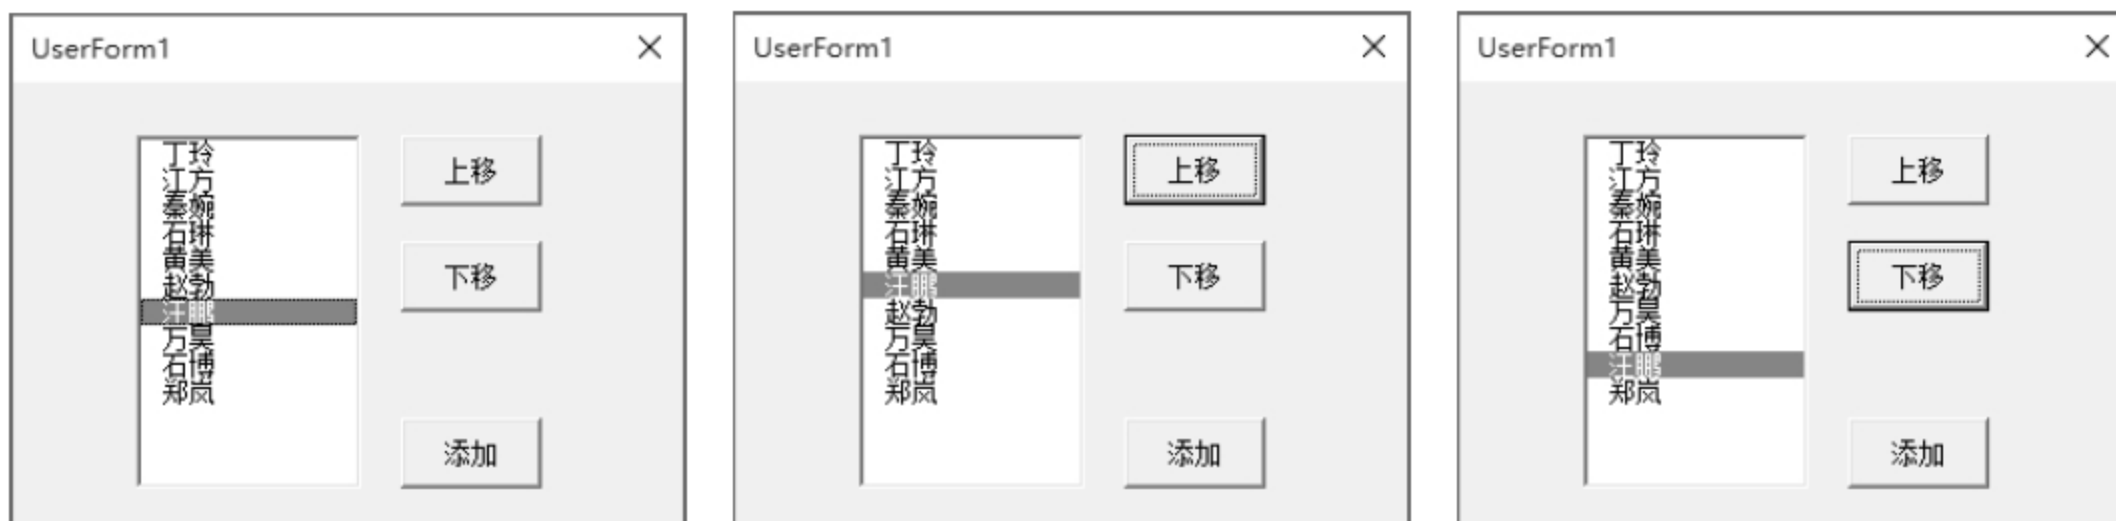 UserForm1
丁玲
江方
秦婉
石琳
黄美
赵勃
汪鹏
万昊
石博
郑岚
上移
下移
添加
UserForm1
丁玲
江方
秦婉
石琳
黄美
汪鹏
赵勃
万昊
石博
郑岚
上移
下移
添加
UserForm1
丁玲
江方
秦婉
石琳
黄美
赵勃
万昊
石博
汪鹏
郑岚
上移
下移
添加